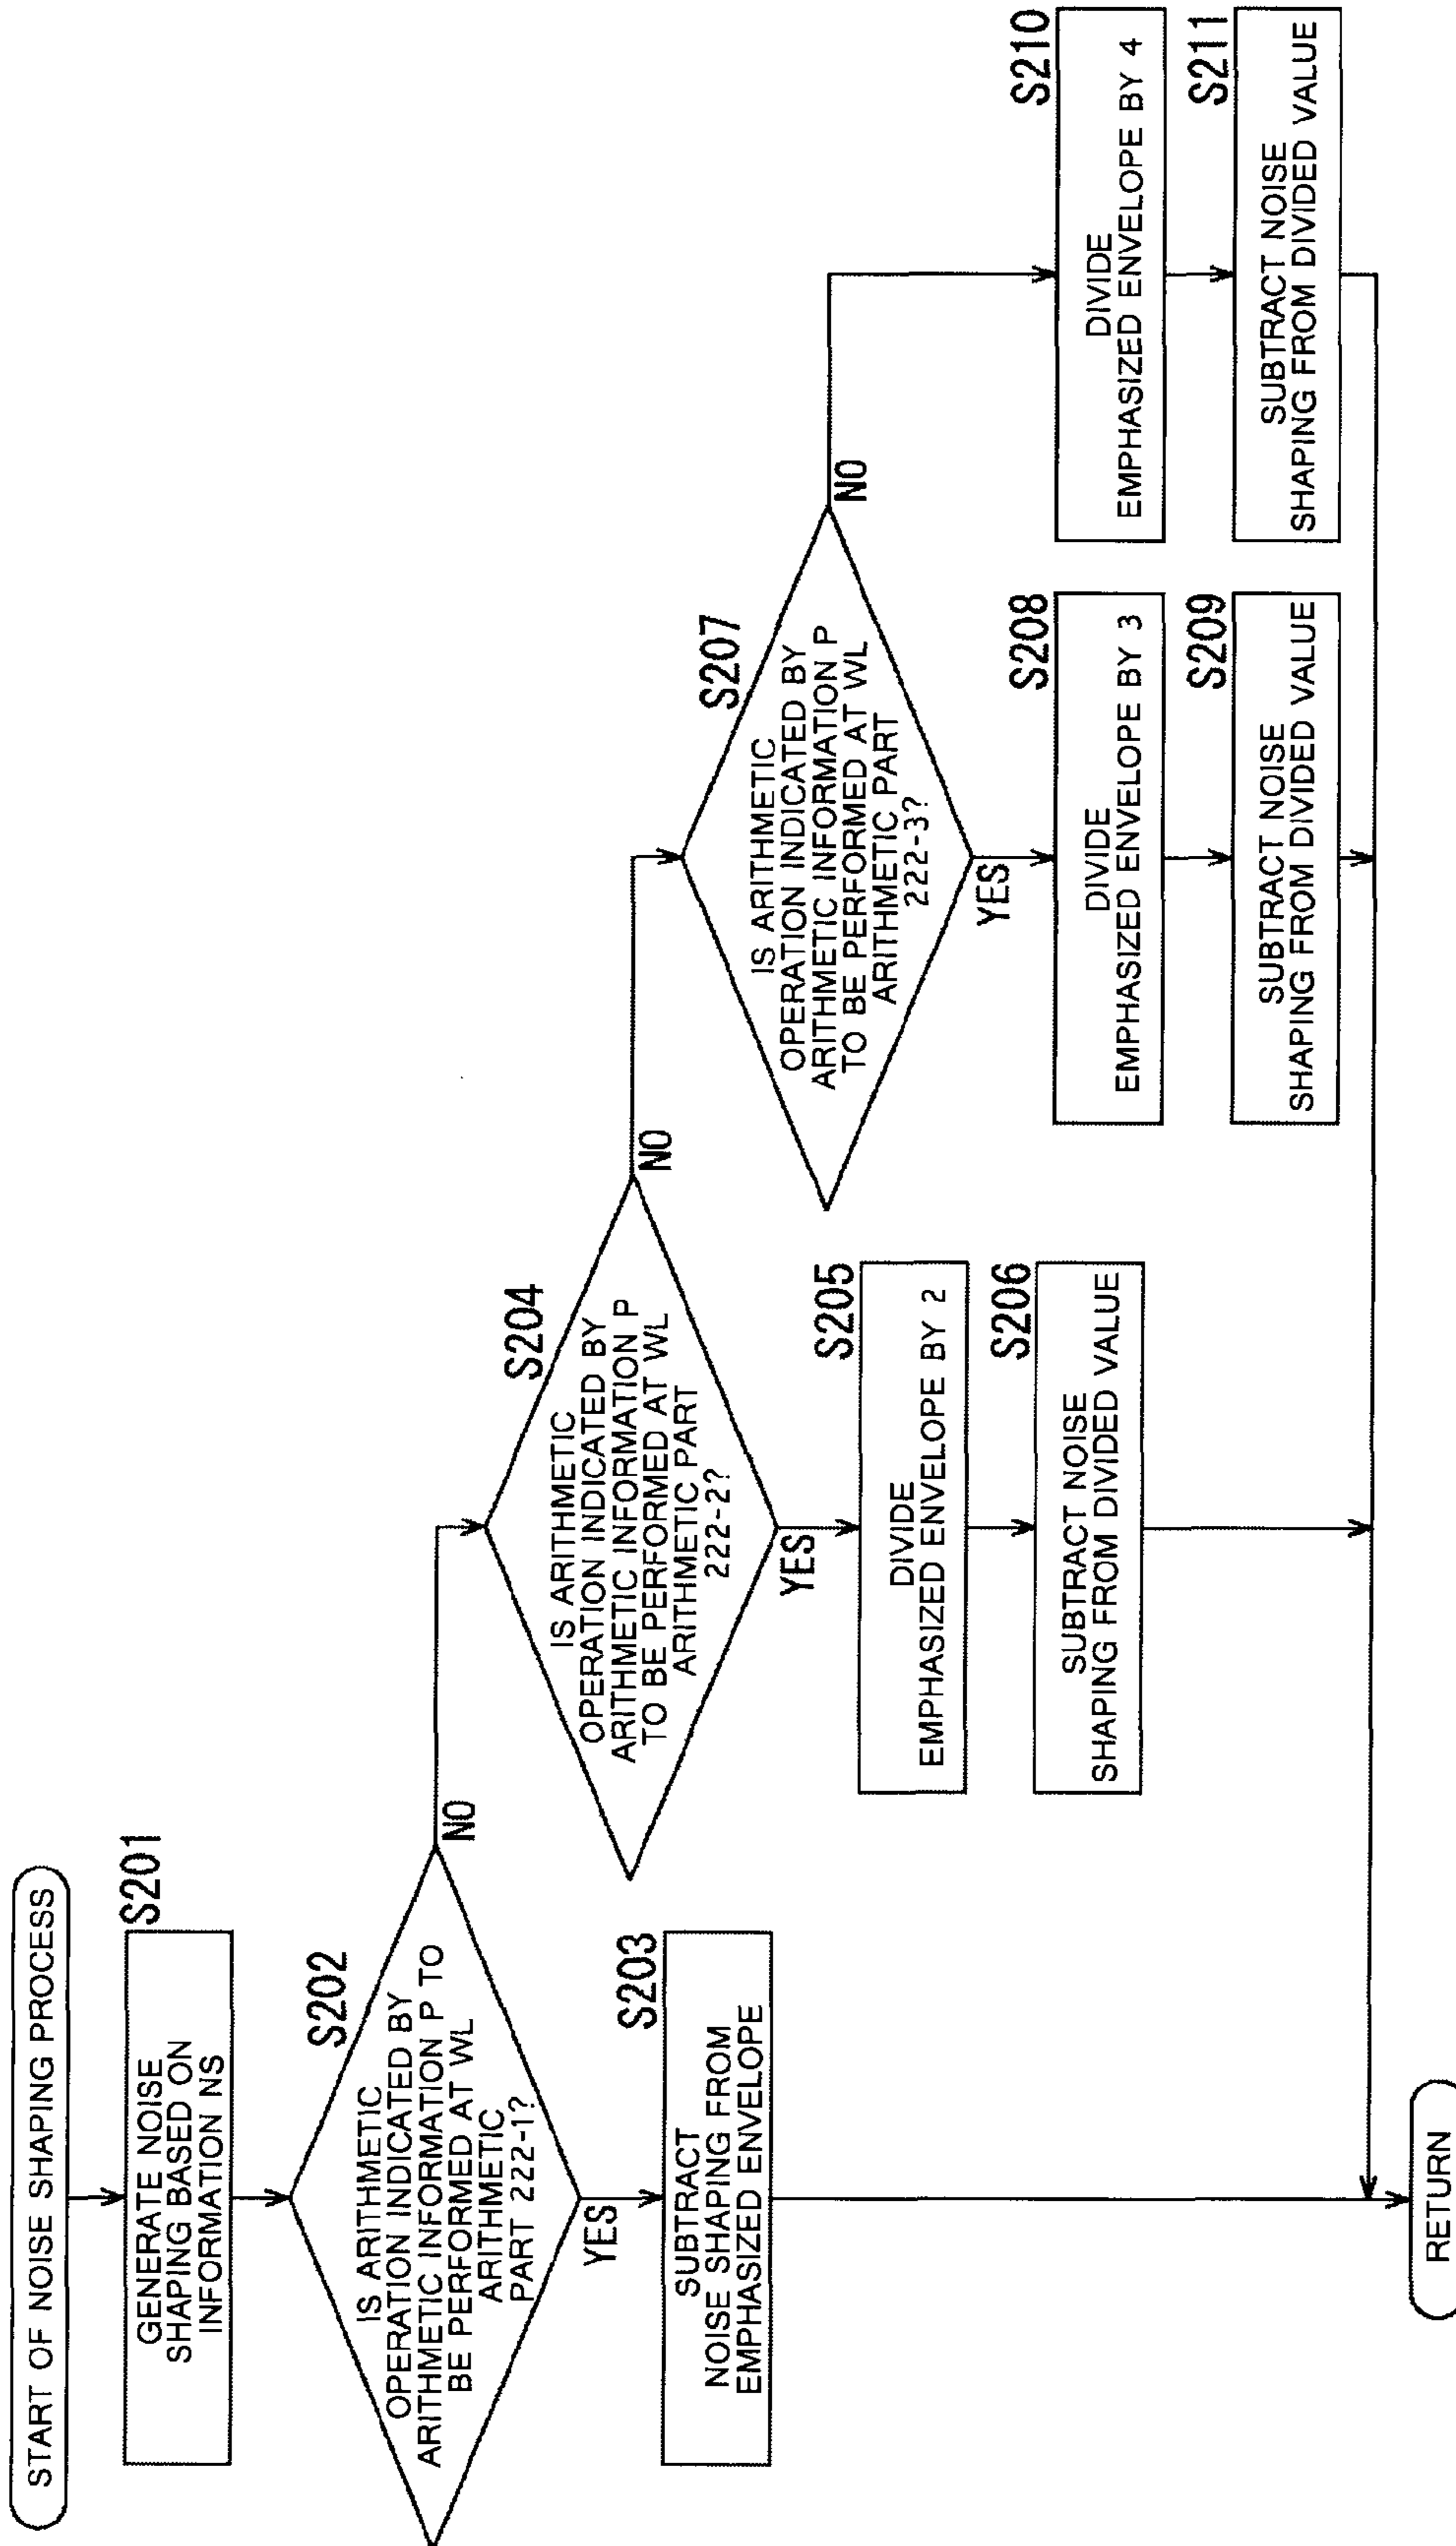 START OF NOISE SHAPING PROCESS
S201
GENERATE NOISE
SHAPING BASED ON
INFORMATION NS
S202
IS ARITHMETIC
OPERATION INDICATED BY
ARITHMETIC INFORMATION P TO
BE PERFORMED AT WL
ARITHMETIC
PART 222-1?
NO
YES
S203
SUBTRACT
NOISE SHAPING FROM
EMPHASIZED ENVELOPE
S204
IS ARITHMETIC
OPERATION INDICATED BY
ARITHMETIC INFORMATION P
TO BE PERFORMED AT WL
ARITHMETIC PART
222-2?
NO
YES
S205
DIVIDE
EMPHASIZED ENVELOPE BY 2
S206
SUBTRACT NOISE
SHAPING FROM DIVIDED VALUE
S207
IS ARITHMETIC
OPERATION INDICATED BY
ARITHMETIC INFORMATION P
TO BE PERFORMED AT WL
ARITHMETIC PART
222-3?
NO
YES
S208
DIVIDE
EMPHASIZED ENVELOPE BY 3
S209
SUBTRACT NOISE
SHAPING FROM DIVIDED VALUE
S210
DIVIDE
EMPHASIZED ENVELOPE BY 4
S211
SUBTRACT NOISE
SHAPING FROM DIVIDED VALUE
RETURN